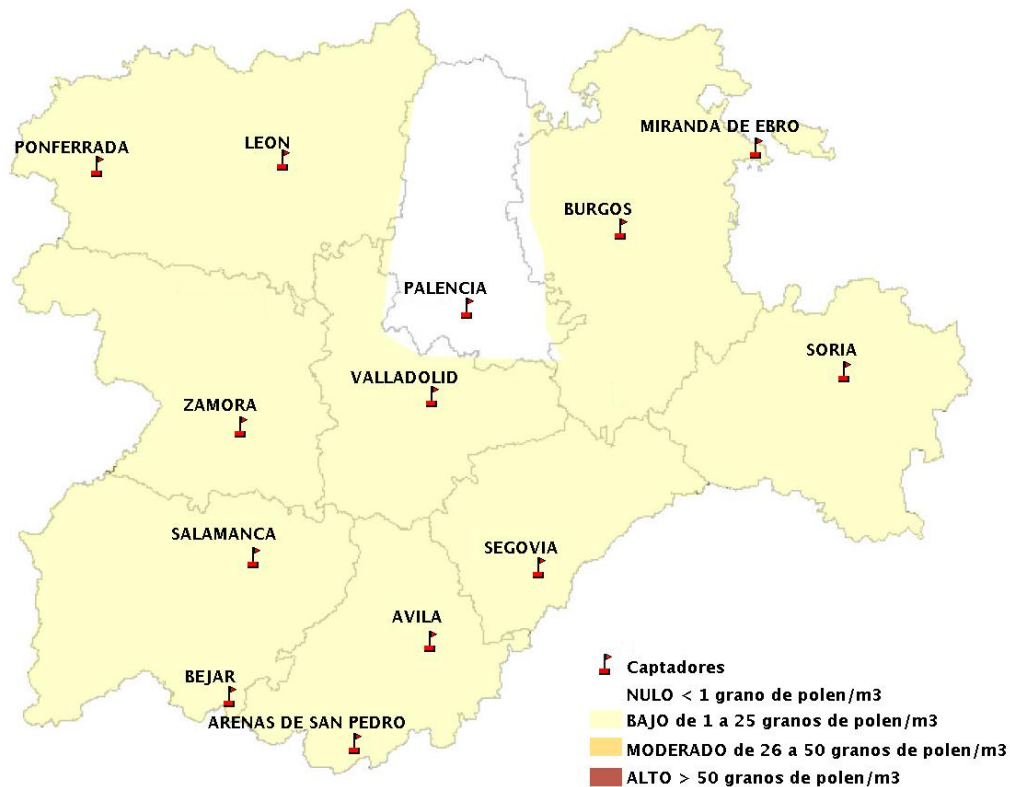 MIRANDA DE EBRO
PONFERRADA
LEON
BURGOS
PALENCIA
SORIA
VALLADOLID
ZAMORA
SALAMANCA
SEGOVIA
AVILA
BEJAR
ARENAS DE SAN PEDRO
Captadores
NULO < 1 grano de polen/m3
BAJO de 1 a 25 granos de polen/m3
MODERADO de 26 a 50 granos de polen/m3
ALTO > 50 granos de polen/m3